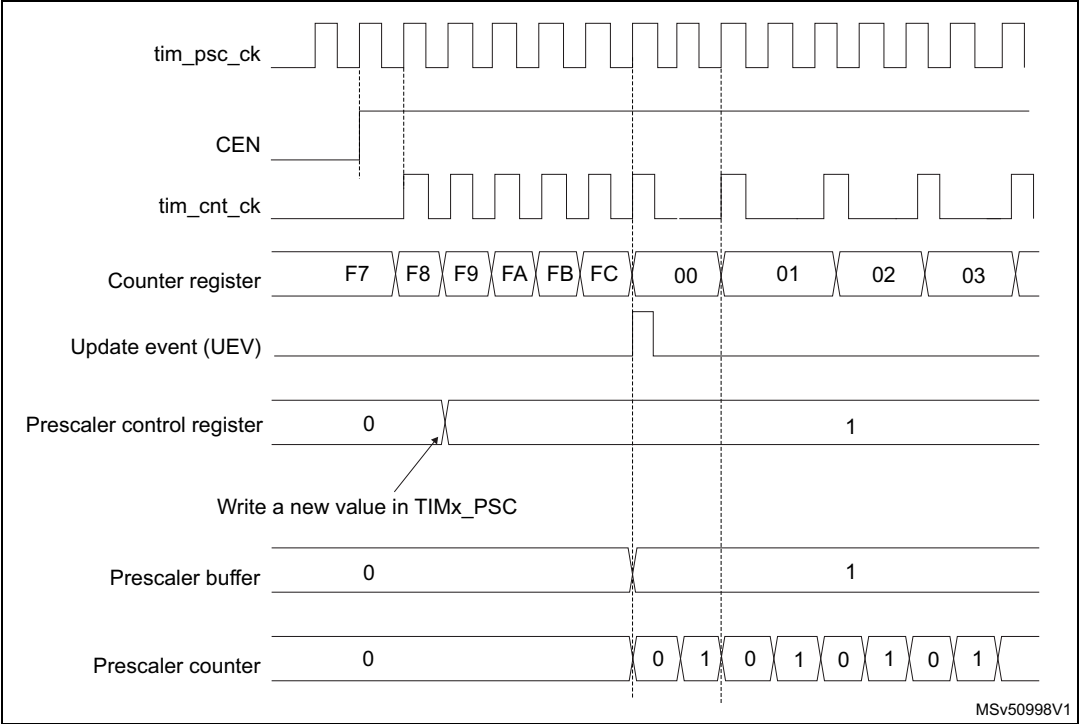 tim_psc_ck
CEN
tim_cnt_ck
Counter register F7 F8 F9 FA FB FC 00 01 02 03
Update event (UEV)
Prescaler control register 0 1
Write a new value in TIMx_PSC
Prescaler buffer 0 1
Prescaler counter 0 0 1 0 1 0 1 0 1
MSv50998V1